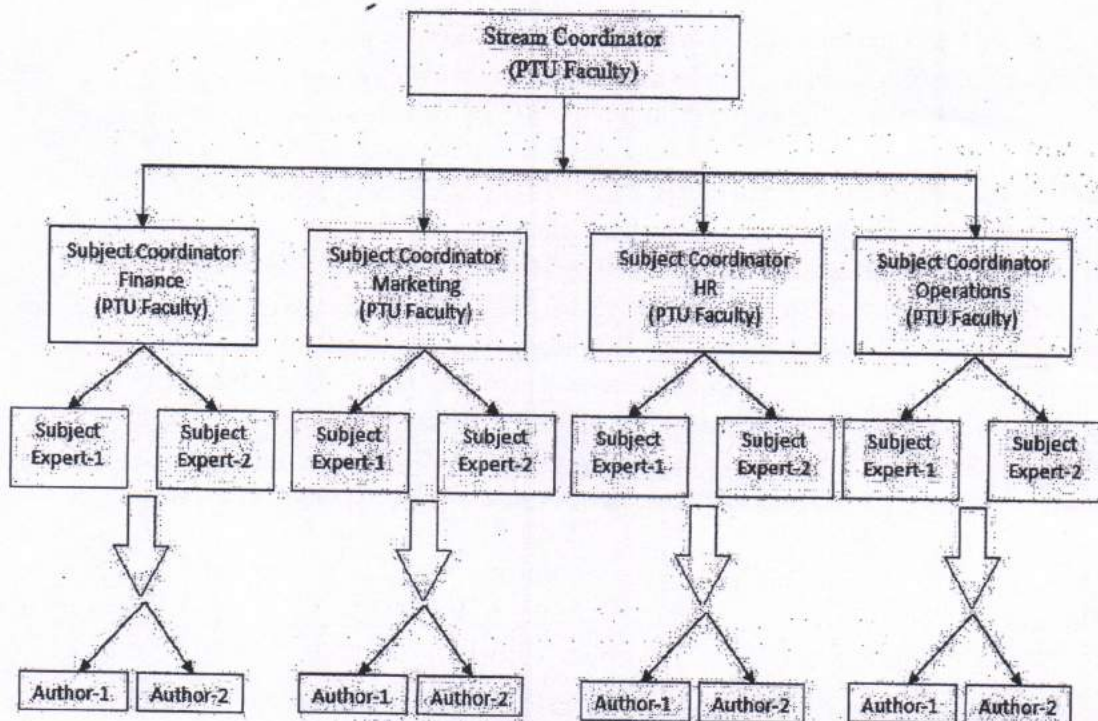 Stream Coordinator
(PTU Faculty)
Subject Coordinator
Finance
(PTU Faculty)
Subject Coordinator
Marketing
(PTU Faculty)
Subject Coordinator
HR
(PTU Faculty)
Subject Coordinator
Operations
(PTU Faculty)
Subject
Expert-1
Subject
Expert-2
Subject
Expert-1
Subject
Expert-2
Subject
Expert-1
Subject
Expert-2
Subject
Expert-1
Subject
Expert-2
Author-1
Author-2
Author-1
Author-2
Author-1
Author-2
Author-1
Author-2